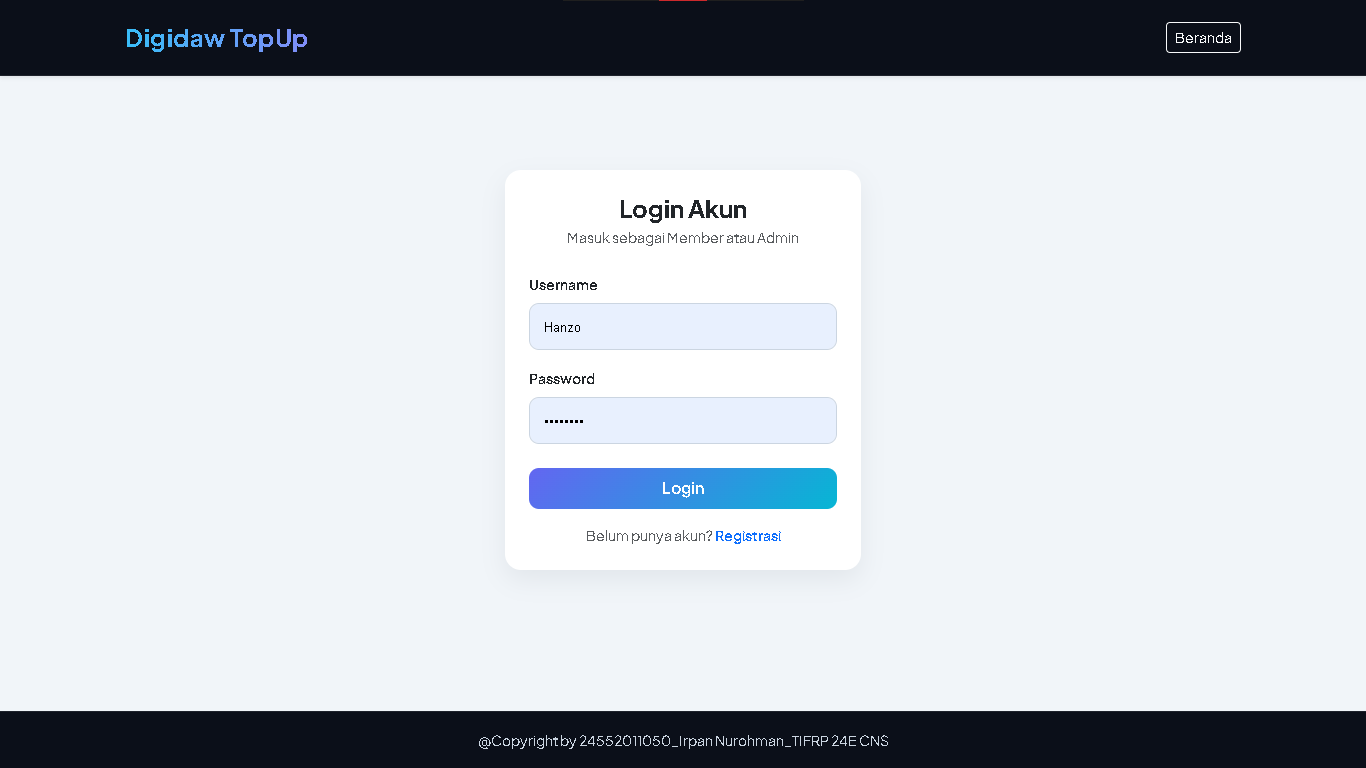 Digidaw TopUp
Beranda
Login Akun
Masuk sebagai Member atau Admin
Username
Hanzo
Password
••••••••
Login
Belum punya akun? Registrasi
@Copyright by 24552011050_Irpan Nurohman_TIFRP 24E CNS